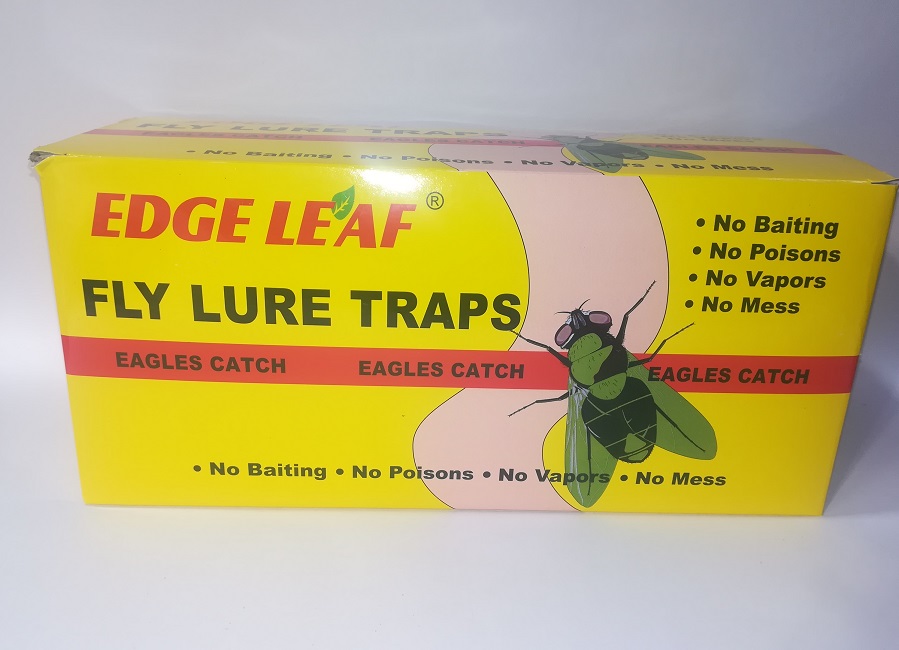 FLY LURE TRAPS
• No Baiting • No Poisons • No Vapors • No Mess
EDGE LEAF ®
FLY LURE TRAPS
• No Baiting
• No Poisons
• No Vapors
• No Mess
EAGLES CATCH EAGLES CATCH EAGLES CATCH
• No Baiting • No Poisons • No Vapors • No Mess